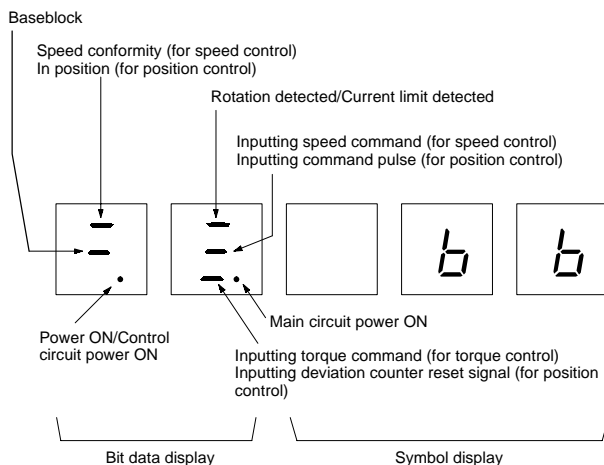 Baseblock
Speed conformity (for speed control)
In position (for position control)
Rotation detected/Current limit detected
Inputting speed command (for speed control)
Inputting command pulse (for position control)
b b
Main circuit power ON
Power ON/Control
circuit power ON
Inputting torque command (for torque control)
Inputting deviation counter reset signal (for position
control)
Bit data display
Symbol display